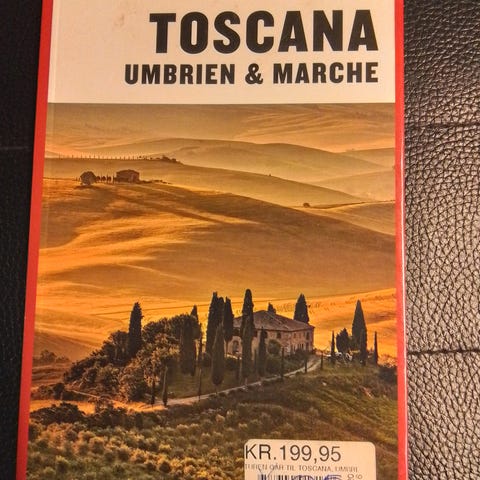 TOSCANA
UMBRIEN & MARCHE
KR.199,95
TUREN GÅR TIL TOSCANA, UMBRI